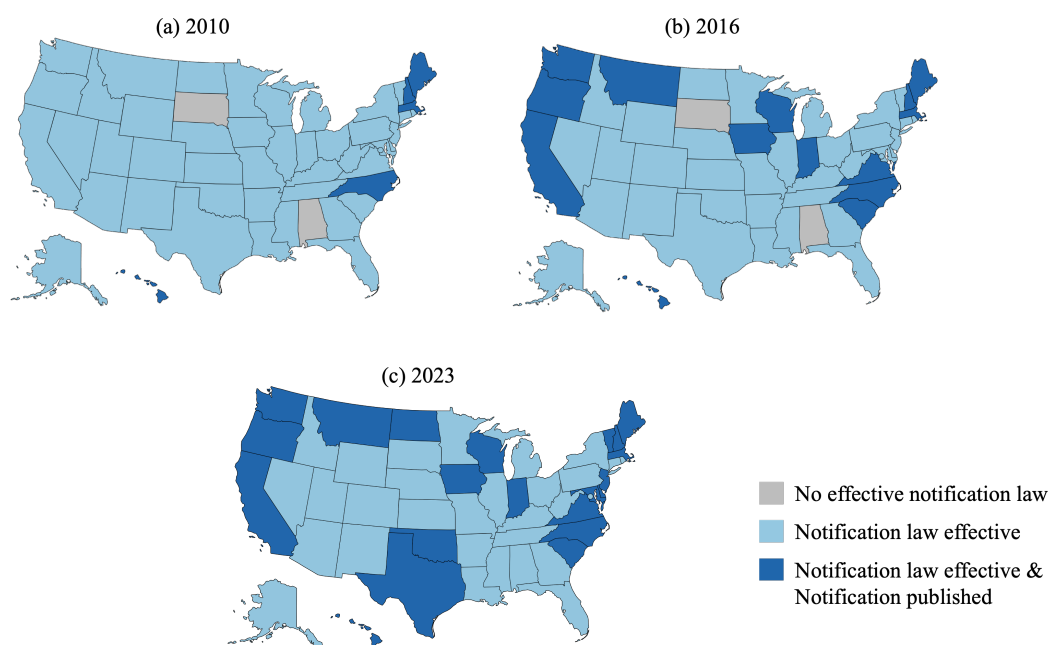 (a) 2010
(b) 2016
(c) 2023
No effective notification law
Notification law effective
Notification law effective &
Notification published